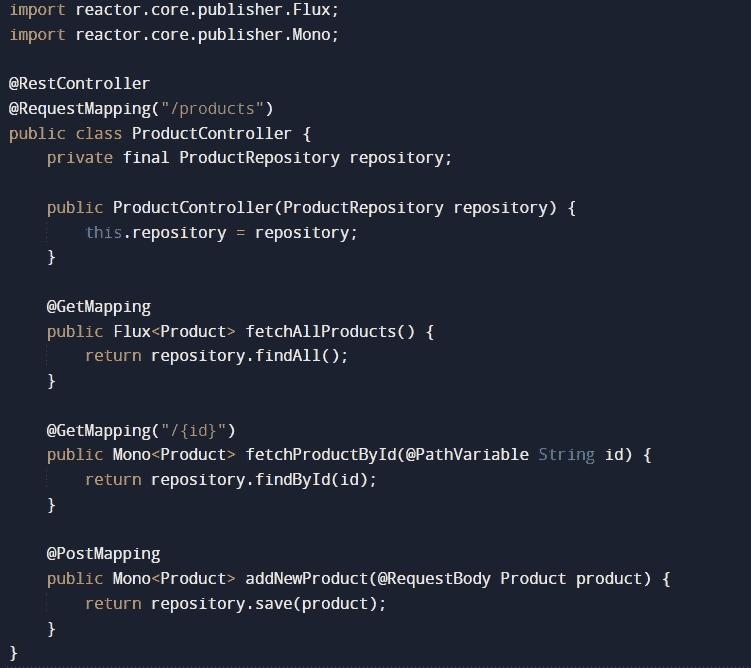 import reactor.core.publisher.Flux;
import reactor.core.publisher.Mono;

@RestController
@RequestMapping("/products")
public class ProductController {
    private final ProductRepository repository;

    public ProductController(ProductRepository repository) {
        this.repository = repository;
    }

    @GetMapping
    public Flux<Product> fetchAllProducts() {
        return repository.findAll();
    }

    @GetMapping("/{id}")
    public Mono<Product> fetchProductById(@PathVariable String id) {
        return repository.findById(id);
    }

    @PostMapping
    public Mono<Product> addNewProduct(@RequestBody Product product) {
        return repository.save(product);
    }
}